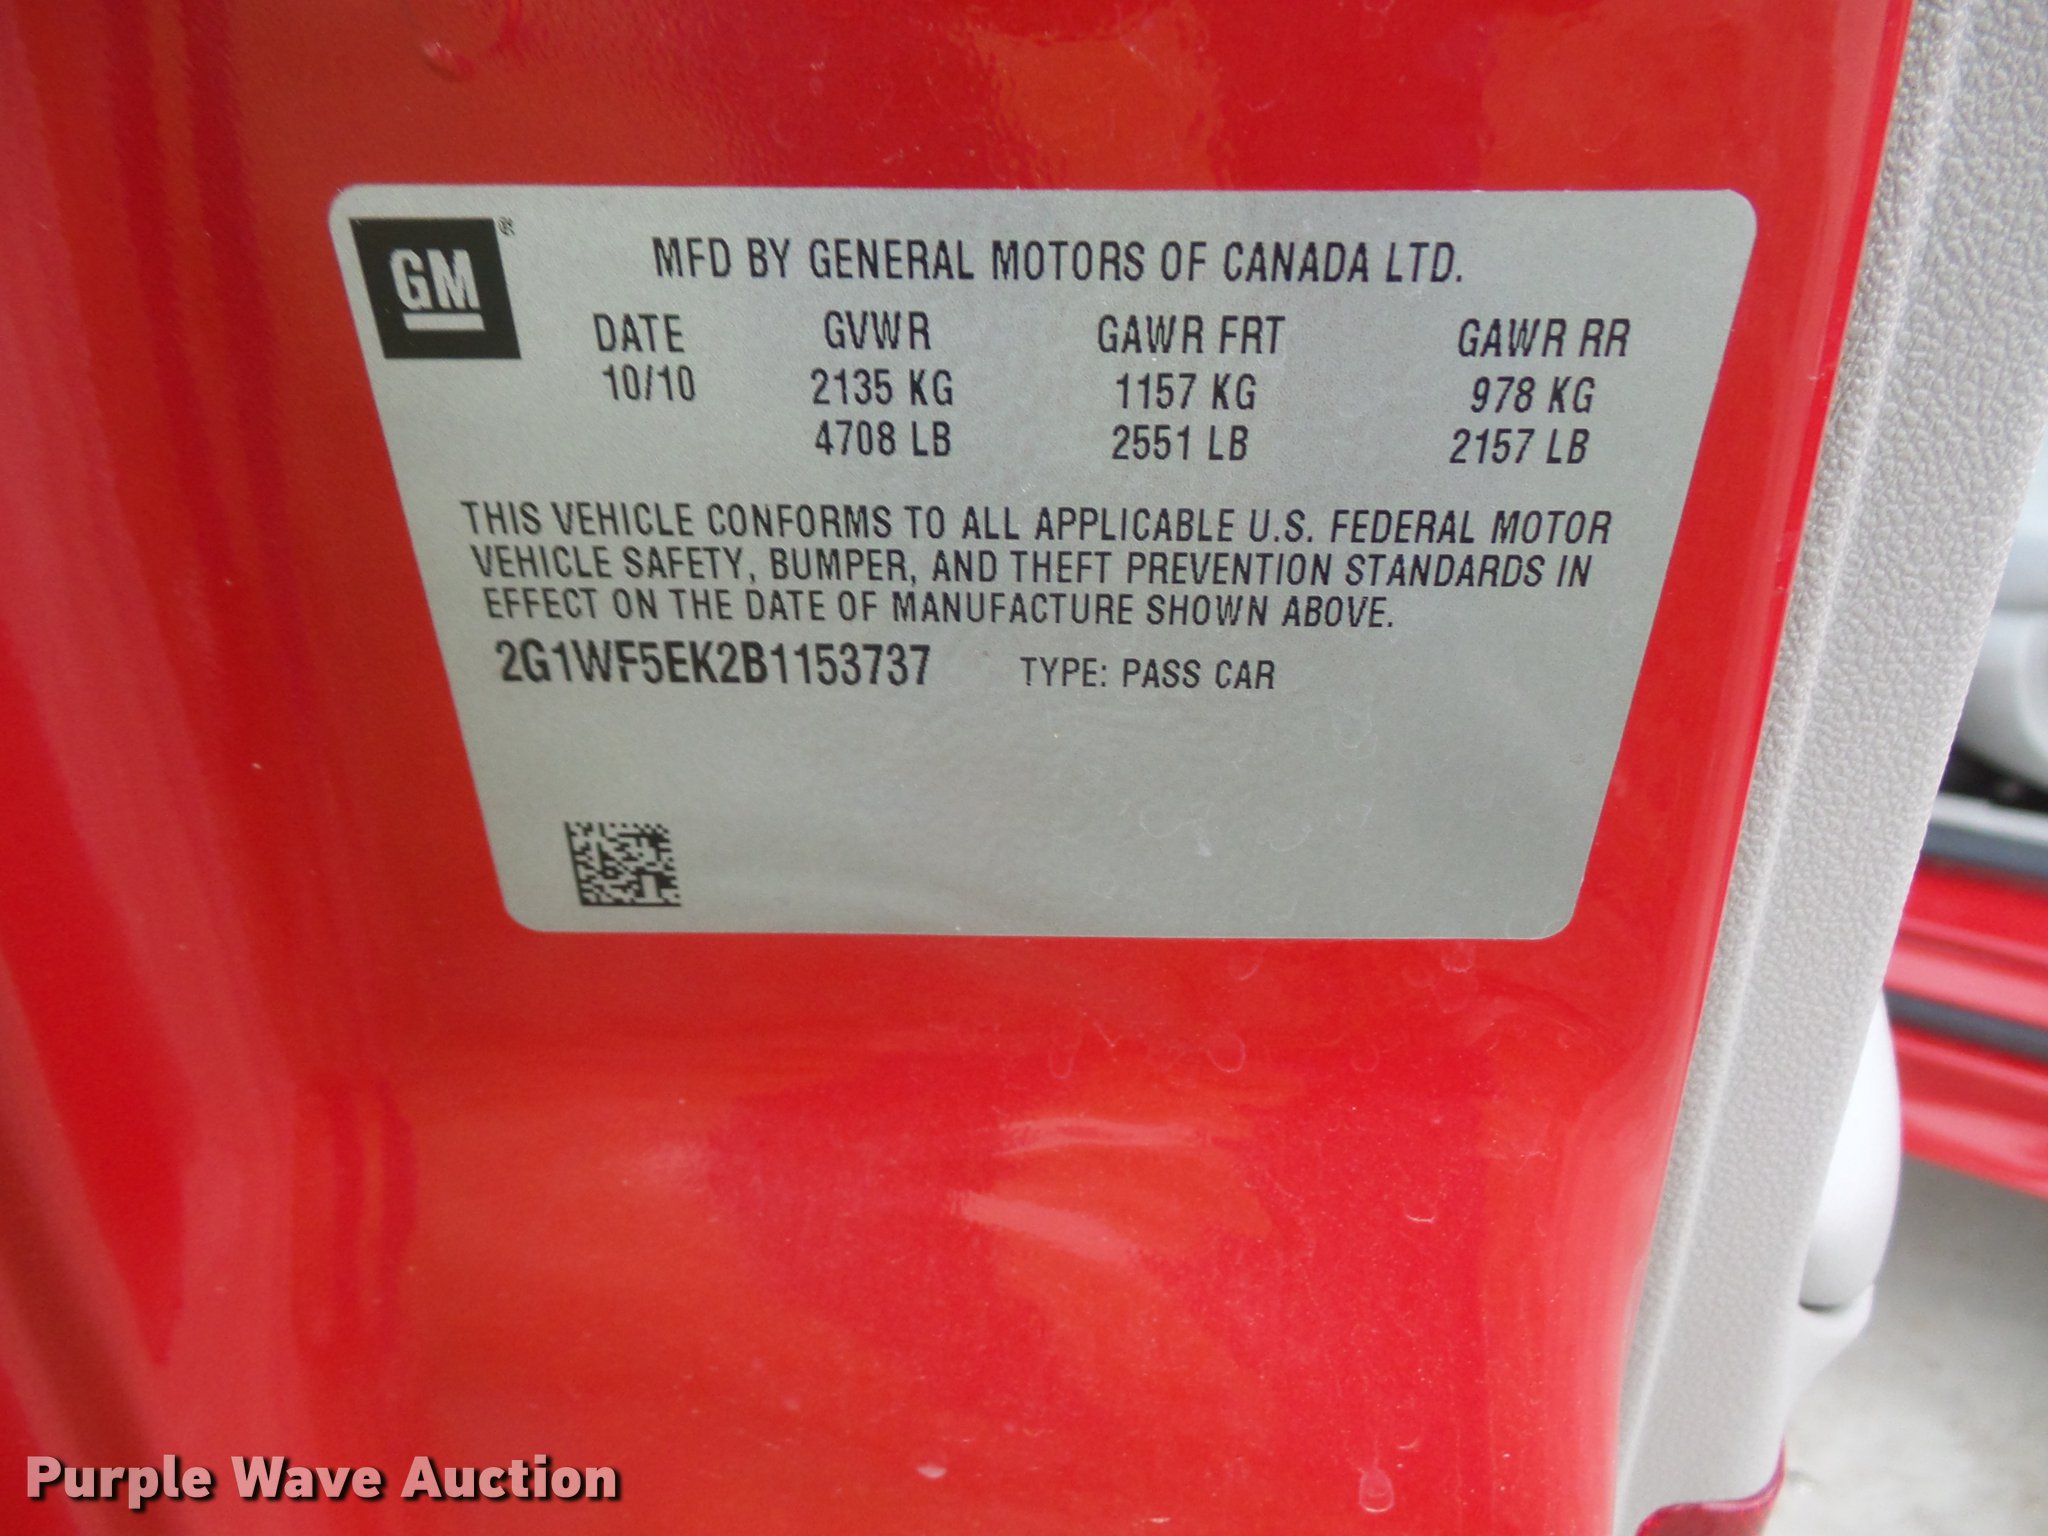 GM®
MFD BY GENERAL MOTORS OF CANADA LTD.
DATE GVWR GAWR FRT GAWR RR
10/10 2135 KG 1157 KG 978 KG
4708 LB 2551 LB 2157 LB
THIS VEHICLE CONFORMS TO ALL APPLICABLE U.S. FEDERAL MOTOR
VEHICLE SAFETY, BUMPER, AND THEFT PREVENTION STANDARDS IN
EFFECT ON THE DATE OF MANUFACTURE SHOWN ABOVE.
2G1WF5EK2B1153737 TYPE: PASS CAR
Purple Wave Auction